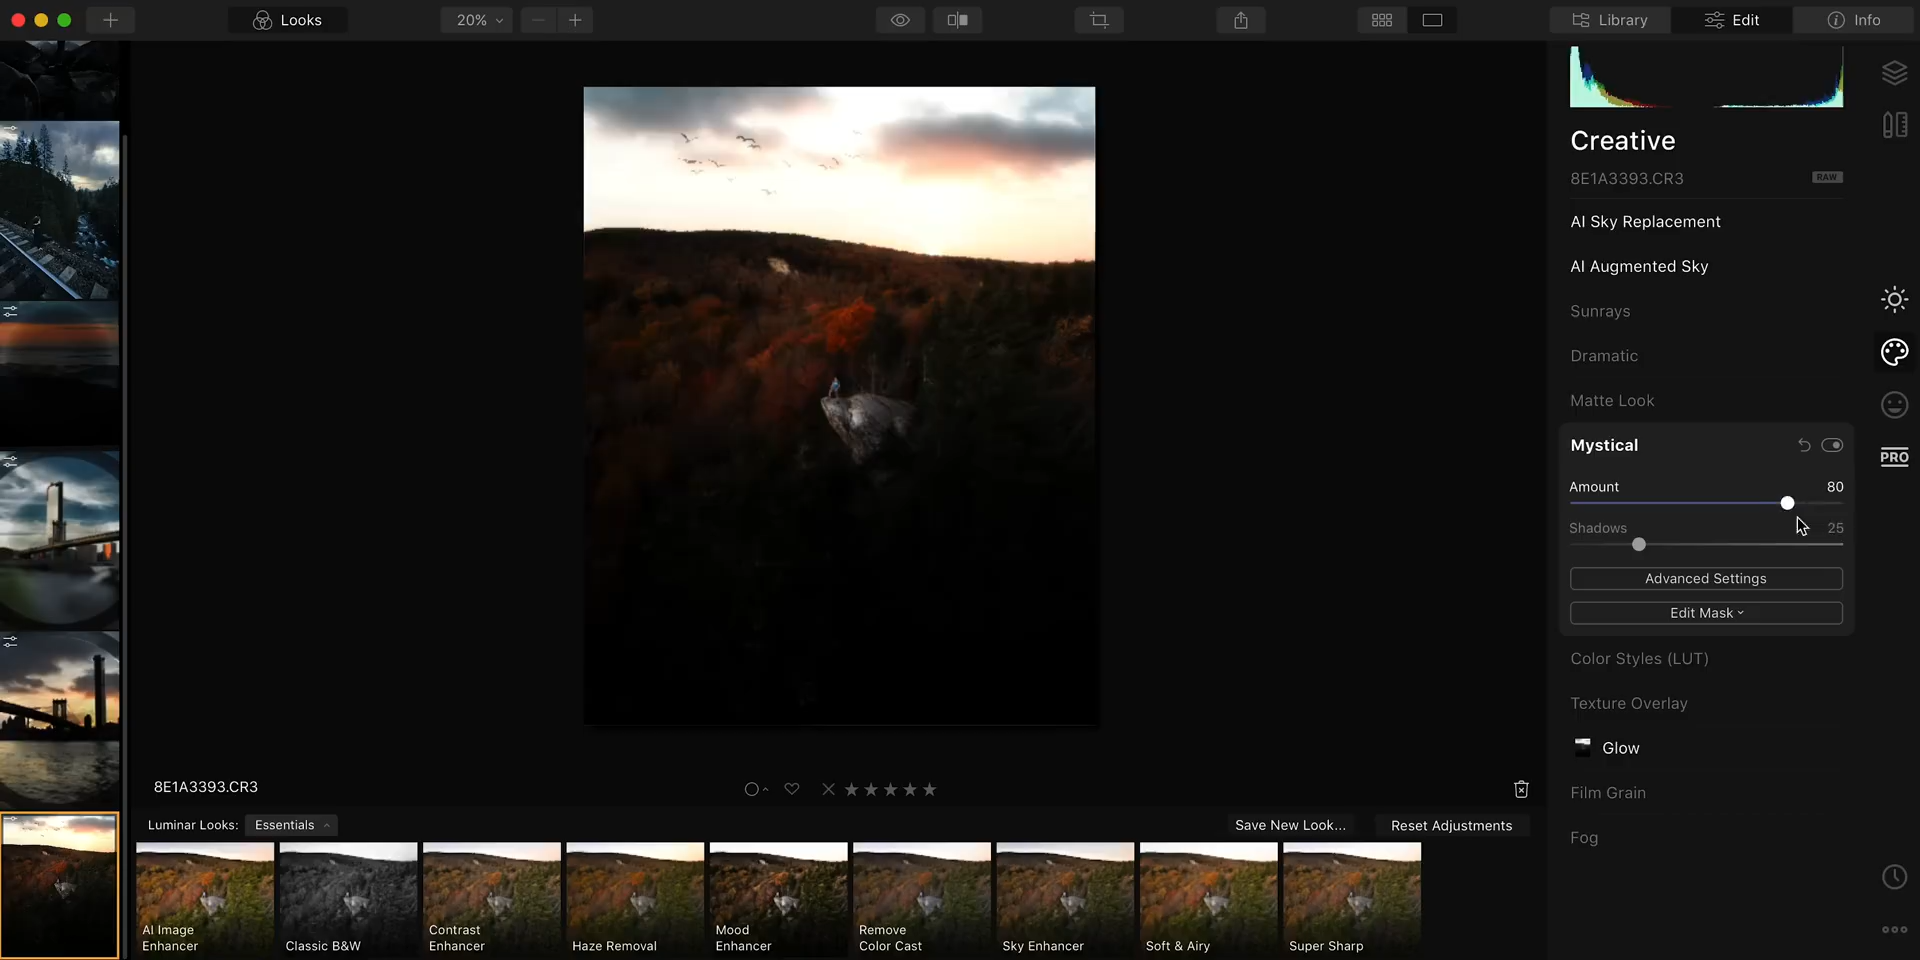 Looks
20%
Library
Edit
Info
Creative
8E1A3393.CR3
RAW
AI Sky Replacement
AI Augmented Sky
Sunrays
Dramatic
Matte Look
Mystical
PRO
Amount
80
Shadows
25
Advanced Settings
Edit Mask
Color Styles (LUT)
Texture Overlay
Glow
Film Grain
Fog
8E1A3393.CR3
Luminar Looks:
Essentials
Save New Look...
Reset Adjustments
AI Image
Enhancer
Classic B&W
Contrast
Enhancer
Haze Removal
Mood
Enhancer
Remove
Color Cast
Sky Enhancer
Soft & Airy
Super Sharp